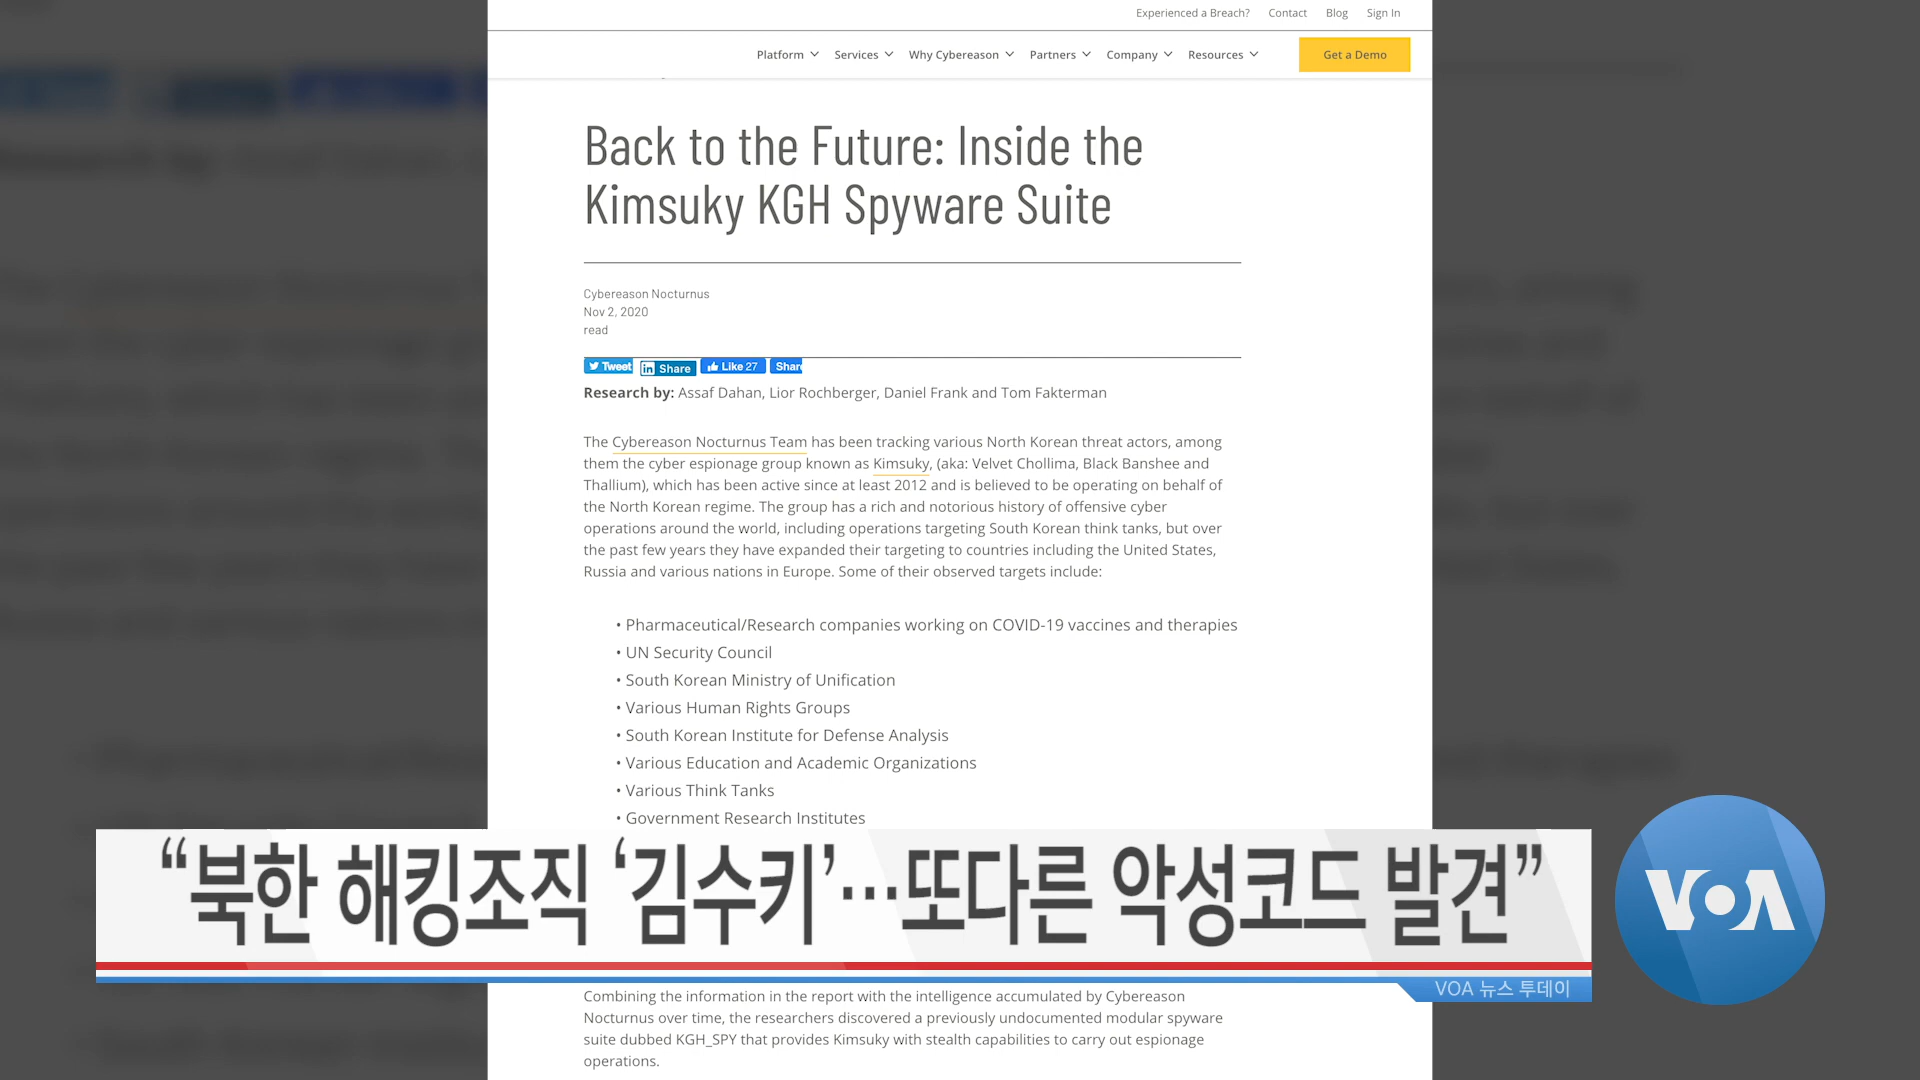 Experienced a Breach? Contact Blog Sign In
Platform Services Why Cybereason Partners Company Resources Get a Demo
Back to the Future: Inside the
Kimsuky KGH Spyware Suite
Cybereason Nocturnus
Nov 2, 2020
read
Tweet Share Like 27 Share
Research by: Assaf Dahan, Lior Rochberger, Daniel Frank and Tom Fakterman
The Cybereason Nocturnus Team has been tracking various North Korean threat actors, among
them the cyber espionage group known as Kimsuky, (aka: Velvet Chollima, Black Banshee and
Thallium), which has been active since at least 2012 and is believed to be operating on behalf of
the North Korean regime. The group has a rich and notorious history of offensive cyber
operations around the world, including operations targeting South Korean think tanks, but over
the past few years they have expanded their targeting to countries including the United States,
Russia and various nations in Europe. Some of their observed targets include:
• Pharmaceutical/Research companies working on COVID-19 vaccines and therapies
• UN Security Council
• South Korean Ministry of Unification
• Various Human Rights Groups
• South Korean Institute for Defense Analysis
• Various Education and Academic Organizations
• Various Think Tanks
• Government Research Institutes
“북한 해킹조직 ‘김수키’…또다른 악성코드 발견”
VOA
VOA 뉴스 투데이
Combining the information in the report with the intelligence accumulated by Cybereason
Nocturnus over time, the researchers discovered a previously undocumented modular spyware
suite dubbed KGH_SPY that provides Kimsuky with stealth capabilities to carry out espionage
operations.